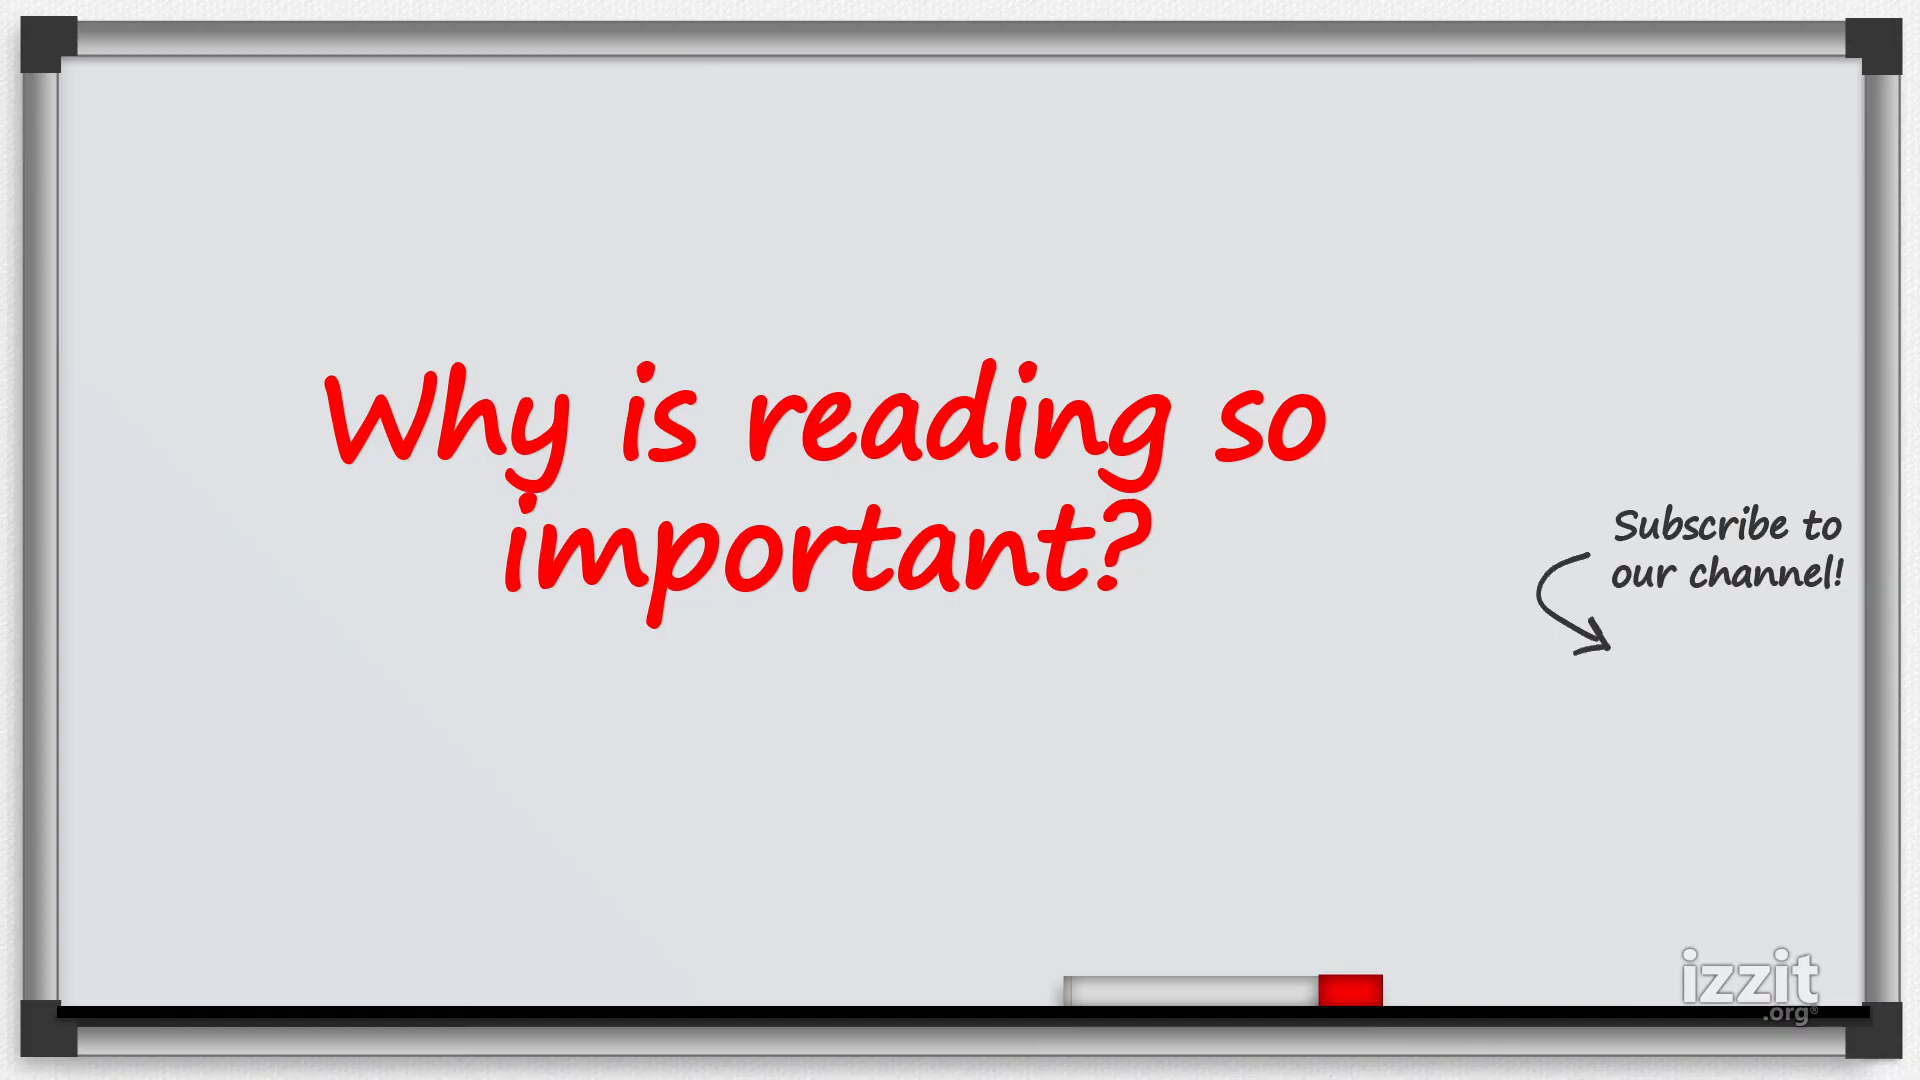 Why is reading so
important?
Subscribe to
our channel!
izzit
.org®